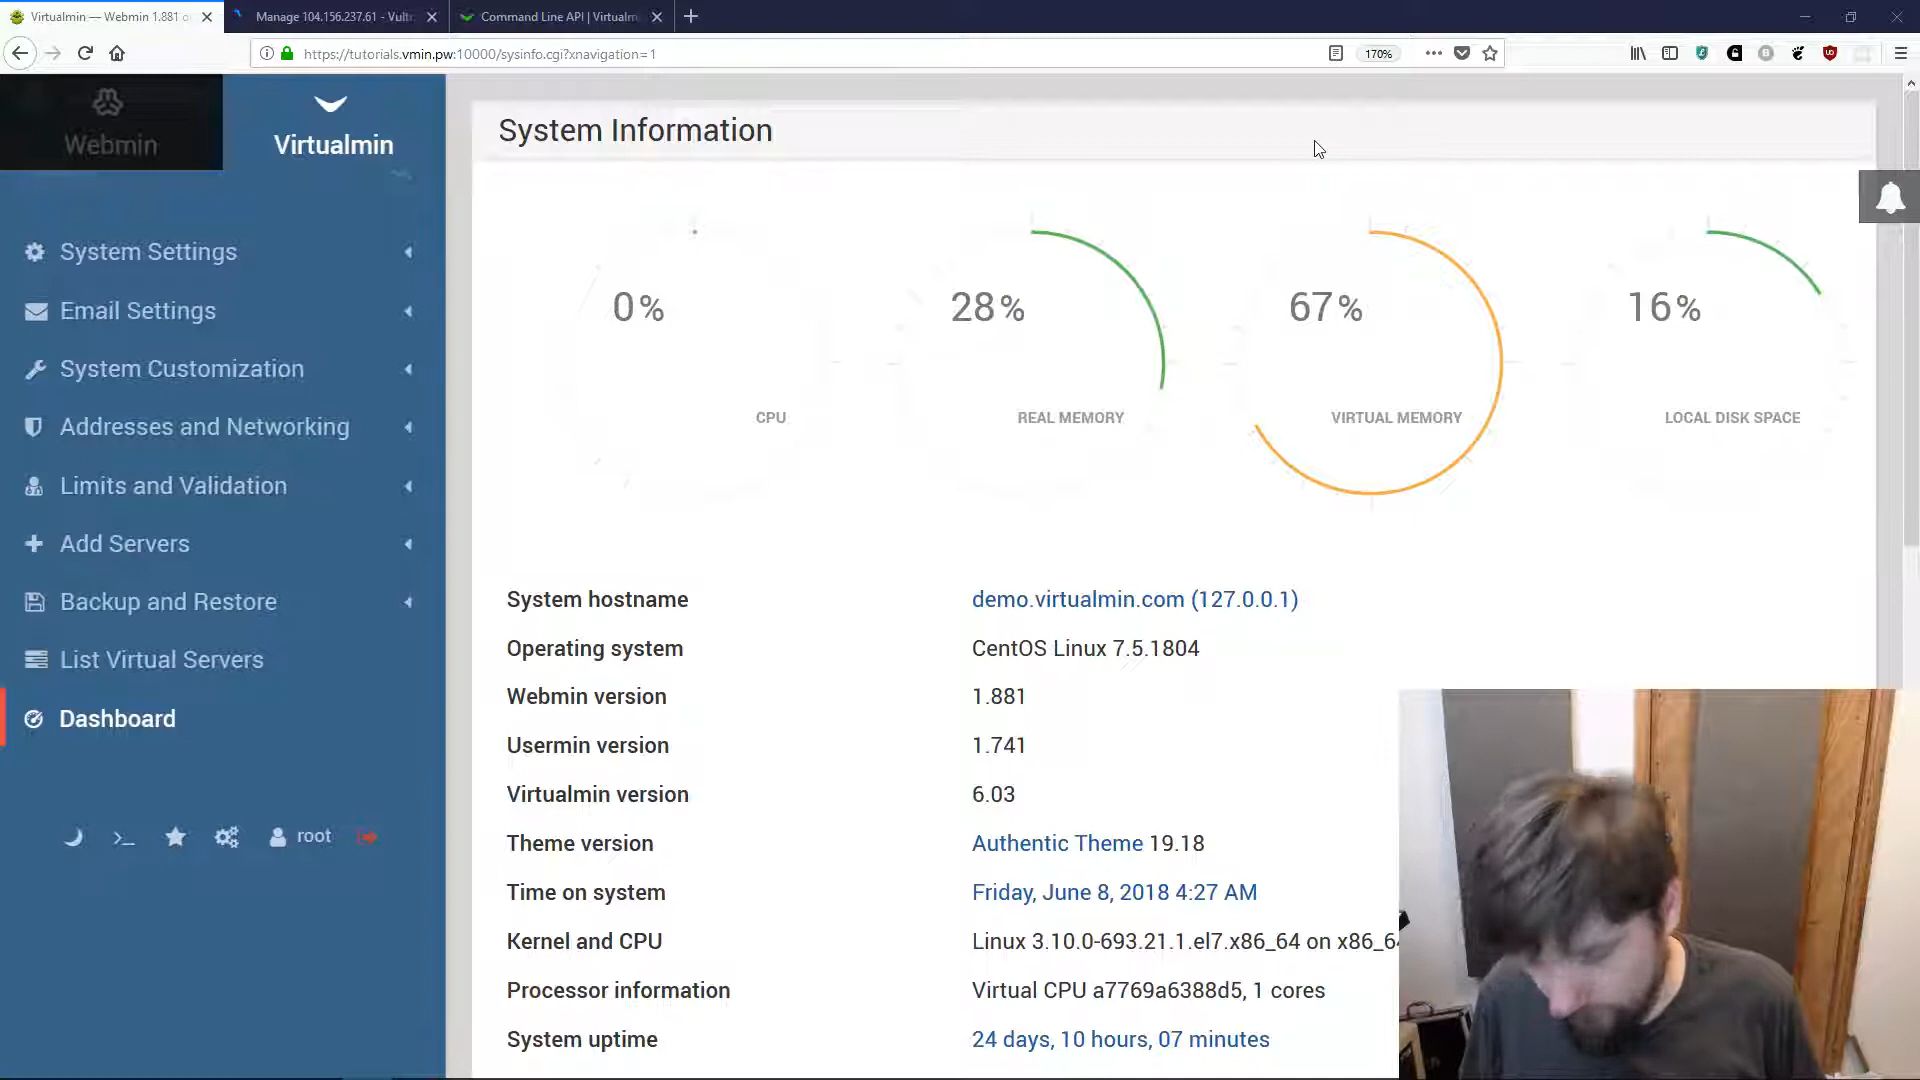 Virtualmin — Webmin 1.881 o
Manage 104.156.237.61 - Vult
Command Line API | Virtualm
https://tutorials.vmin.pw:10000/sysinfo.cgi?xnavigation=1
170%
Webmin
Virtualmin
System Settings
Email Settings
System Customization
Addresses and Networking
Limits and Validation
Add Servers
Backup and Restore
List Virtual Servers
Dashboard
root
System Information
0%
CPU
28%
REAL MEMORY
67%
VIRTUAL MEMORY
16%
LOCAL DISK SPACE
System hostname demo.virtualmin.com (127.0.0.1)
Operating system CentOS Linux 7.5.1804
Webmin version 1.881
Usermin version 1.741
Virtualmin version 6.03
Theme version Authentic Theme 19.18
Time on system Friday, June 8, 2018 4:27 AM
Kernel and CPU Linux 3.10.0-693.21.1.el7.x86_64 on x86_64
Processor information Virtual CPU a7769a6388d5, 1 cores
System uptime 24 days, 10 hours, 07 minutes